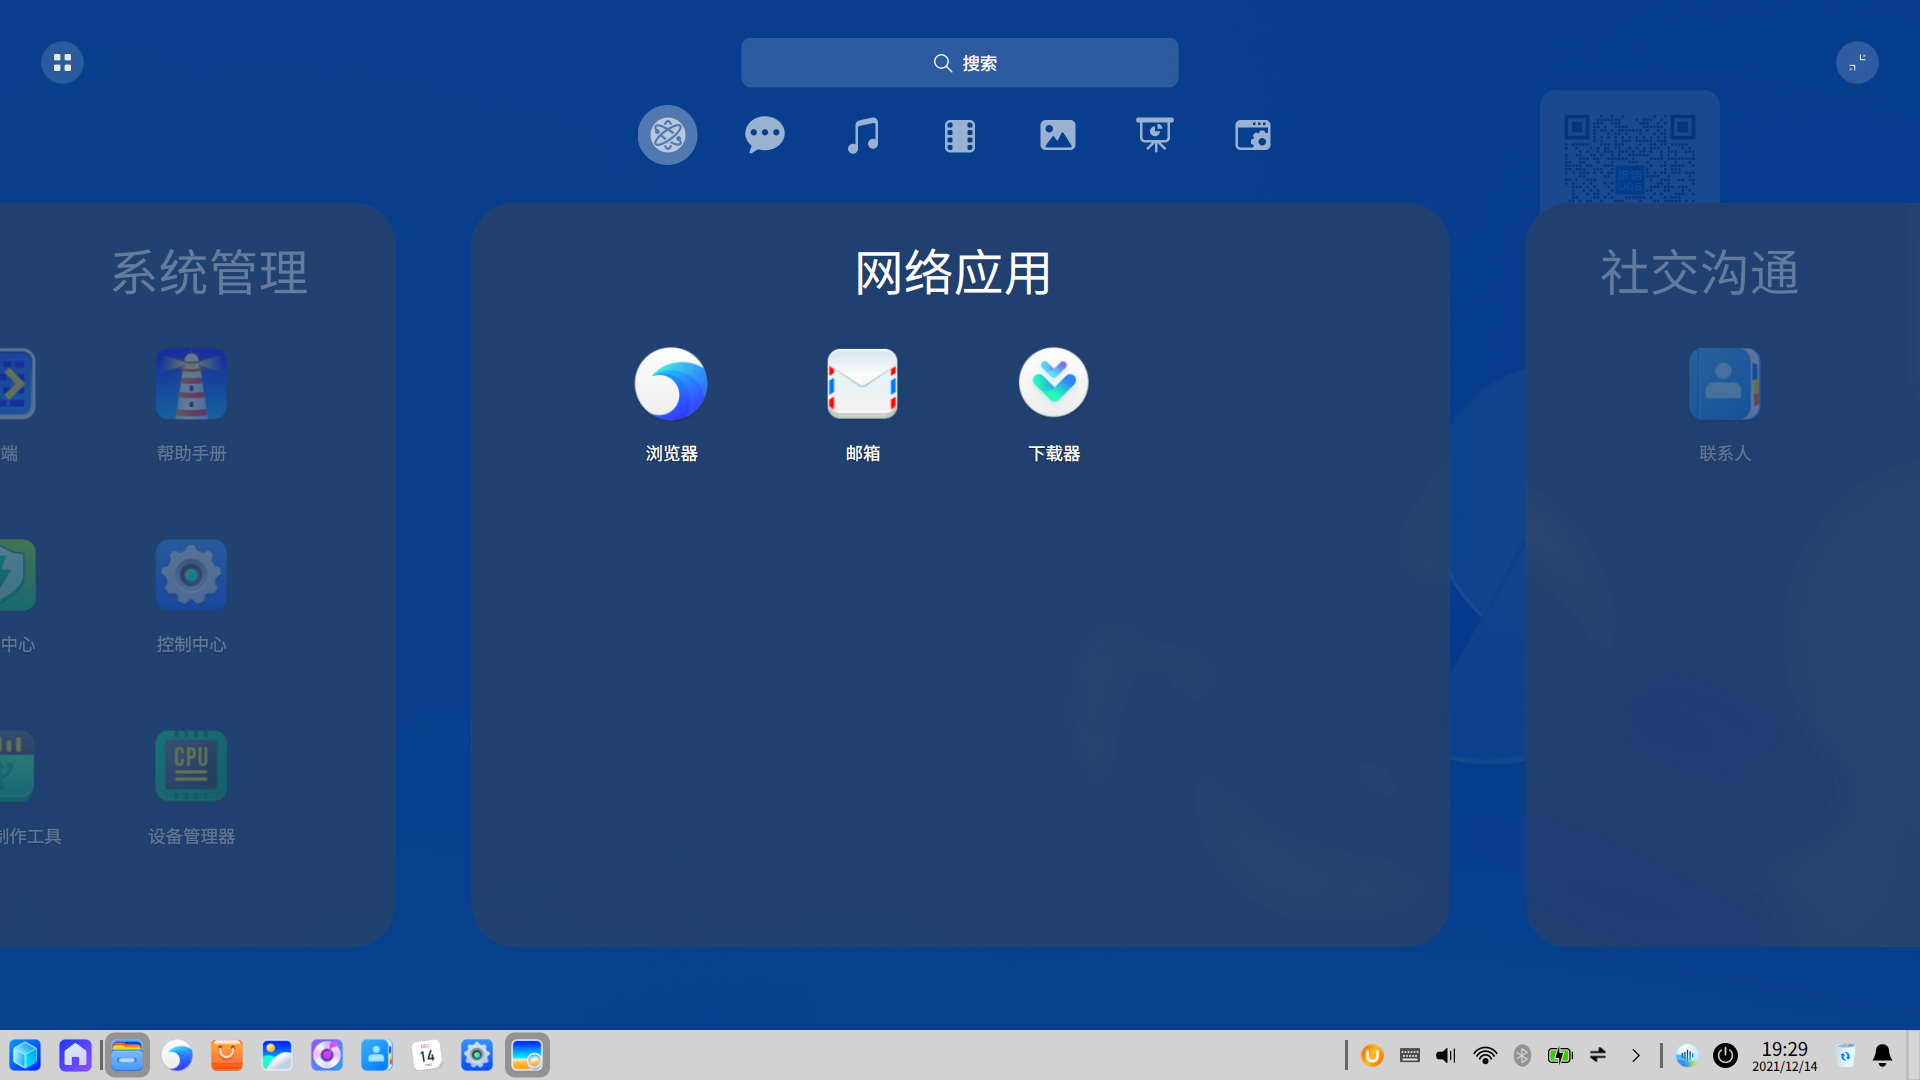 搜索
系统管理
网络应用
社交沟通
端
帮助手册
浏览器
邮箱
下载器
联系人
中心
控制中心
CPU
制作工具
设备管理器
DEC
14
U
19:29
2021/12/14